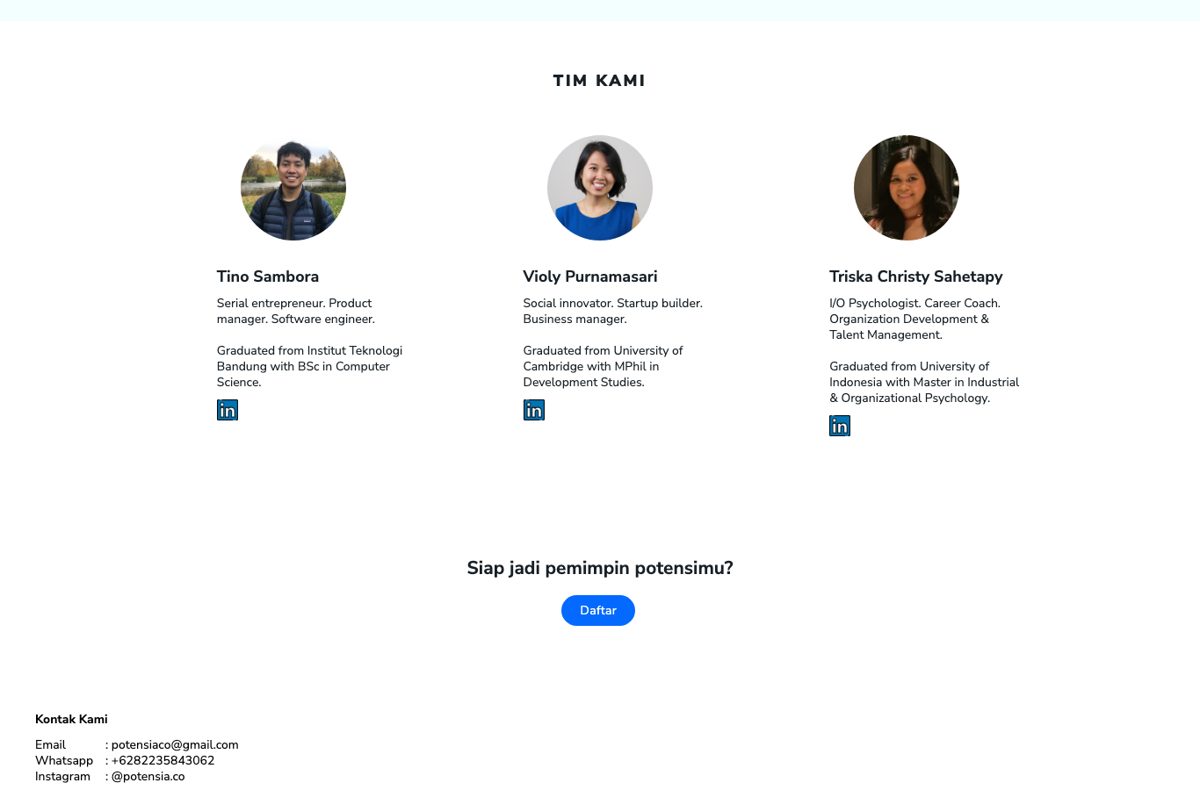 TIM KAMI
Tino Sambora
Serial entrepreneur. Product
manager. Software engineer.
Graduated from Institut Teknologi
Bandung with BSc in Computer
Science.
in
Violy Purnamasari
Social innovator. Startup builder.
Business manager.
Graduated from University of
Cambridge with MPhil in
Development Studies.
in
Triska Christy Sahetapy
I/O Psychologist. Career Coach.
Organization Development &
Talent Management.
Graduated from University of
Indonesia with Master in Industrial
& Organizational Psychology.
in
Siap jadi pemimpin potensimu?
Daftar
Kontak Kami
Email : potensiaco@gmail.com
Whatsapp : +6282235843062
Instagram : @potensia.co